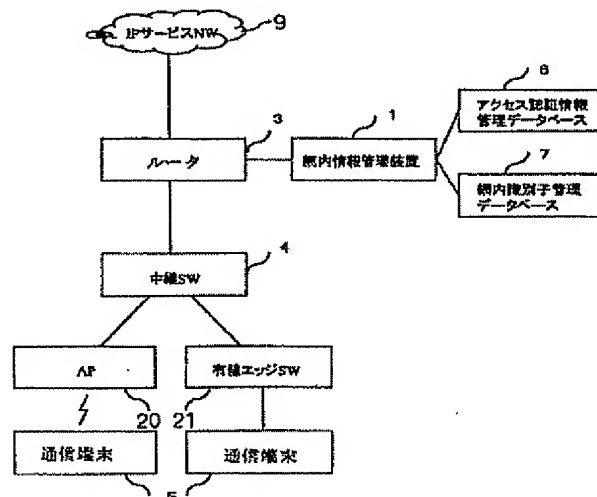 IPサービスNW
9
3
1
6
ルータ
網内情報管理装置
アクセス認証情報
管理データベース
7
網内識別子管理
データベース
4
中継SW
AP
有線エッジSW
20
21
通信端末
通信端末
5